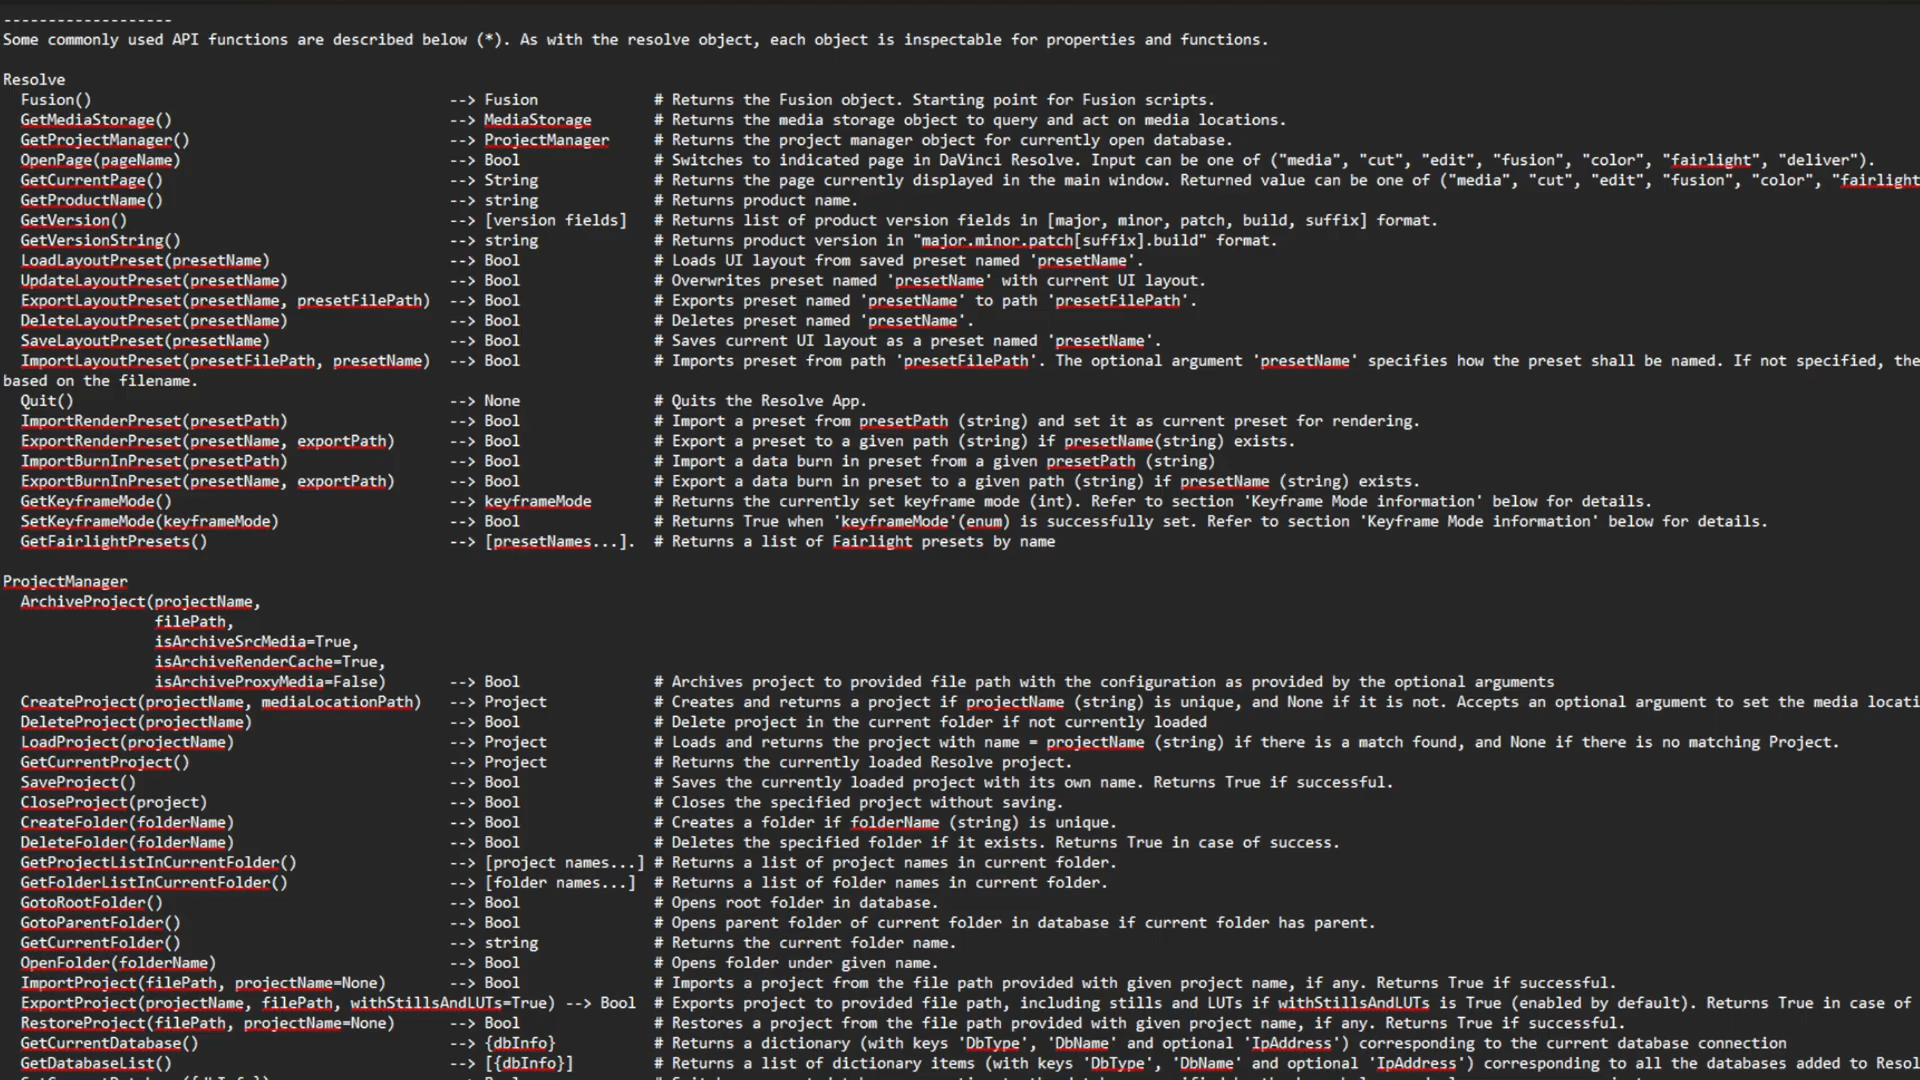 -------------------
Some commonly used API functions are described below (*). As with the resolve object, each object is inspectable for properties and functions.
Resolve
Fusion() --> Fusion # Returns the Fusion object. Starting point for Fusion scripts.
GetMediaStorage() --> MediaStorage # Returns the media storage object to query and act on media locations.
GetProjectManager() --> ProjectManager # Returns the project manager object for currently open database.
OpenPage(pageName) --> Bool # Switches to indicated page in DaVinci Resolve. Input can be one of ("media", "cut", "edit", "fusion", "color", "fairlight", "deliver").
GetCurrentPage() --> String # Returns the page currently displayed in the main window. Returned value can be one of ("media", "cut", "edit", "fusion", "color", "fairlight
GetProductName() --> string # Returns product name.
GetVersion() --> [version fields] # Returns list of product version fields in [major, minor, patch, build, suffix] format.
GetVersionString() --> string # Returns product version in "major.minor.patch[suffix].build" format.
LoadLayoutPreset(presetName) --> Bool # Loads UI layout from saved preset named 'presetName'.
UpdateLayoutPreset(presetName) --> Bool # Overwrites preset named 'presetName' with current UI layout.
ExportLayoutPreset(presetName, presetFilePath) --> Bool # Exports preset named 'presetName' to path 'presetFilePath'.
DeleteLayoutPreset(presetName) --> Bool # Deletes preset named 'presetName'.
SaveLayoutPreset(presetName) --> Bool # Saves current UI layout as a preset named 'presetName'.
ImportLayoutPreset(presetFilePath, presetName) --> Bool # Imports preset from path 'presetFilePath'. The optional argument 'presetName' specifies how the preset shall be named. If not specified, the
based on the filename.
Quit() --> None # Quits the Resolve App.
ImportRenderPreset(presetPath) --> Bool # Import a preset from presetPath (string) and set it as current preset for rendering.
ExportRenderPreset(presetName, exportPath) --> Bool # Export a preset to a given path (string) if presetName(string) exists.
ImportBurnInPreset(presetPath) --> Bool # Import a data burn in preset from a given presetPath (string)
ExportBurnInPreset(presetName, exportPath) --> Bool # Export a data burn in preset to a given path (string) if presetName (string) exists.
GetKeyframeMode() --> keyframeMode # Returns the currently set keyframe mode (int). Refer to section 'Keyframe Mode information' below for details.
SetKeyframeMode(keyframeMode) --> Bool # Returns True when 'keyframeMode'(enum) is successfully set. Refer to section 'Keyframe Mode information' below for details.
GetFairlightPresets() --> [presetNames...]. # Returns a list of Fairlight presets by name
ProjectManager
ArchiveProject(projectName,
filePath,
isArchiveSrcMedia=True,
isArchiveRenderCache=True,
isArchiveProxyMedia=False) --> Bool # Archives project to provided file path with the configuration as provided by the optional arguments
CreateProject(projectName, mediaLocationPath) --> Project # Creates and returns a project if projectName (string) is unique, and None if it is not. Accepts an optional argument to set the media locati
DeleteProject(projectName) --> Bool # Delete project in the current folder if not currently loaded
LoadProject(projectName) --> Project # Loads and returns the project with name = projectName (string) if there is a match found, and None if there is no matching Project.
GetCurrentProject() --> Project # Returns the currently loaded Resolve project.
SaveProject() --> Bool # Saves the currently loaded project with its own name. Returns True if successful.
CloseProject(project) --> Bool # Closes the specified project without saving.
CreateFolder(folderName) --> Bool # Creates a folder if folderName (string) is unique.
DeleteFolder(folderName) --> Bool # Deletes the specified folder if it exists. Returns True in case of success.
GetProjectListInCurrentFolder() --> [project names...] # Returns a list of project names in current folder.
GetFolderListInCurrentFolder() --> [folder names...] # Returns a list of folder names in current folder.
GotoRootFolder() --> Bool # Opens root folder in database.
GotoParentFolder() --> Bool # Opens parent folder of current folder in database if current folder has parent.
GetCurrentFolder() --> string # Returns the current folder name.
OpenFolder(folderName) --> Bool # Opens folder under given name.
ImportProject(filePath, projectName=None) --> Bool # Imports a project from the file path provided with given project name, if any. Returns True if successful.
ExportProject(projectName, filePath, withStillsAndLUTs=True) --> Bool # Exports project to provided file path, including stills and LUTs if withStillsAndLUTs is True (enabled by default). Returns True in case of
RestoreProject(filePath, projectName=None) --> Bool # Restores a project from the file path provided with given project name, if any. Returns True if successful.
GetCurrentDatabase() --> {dbInfo} # Returns a dictionary (with keys 'DbType', 'DbName' and optional 'IpAddress') corresponding to the current database connection
GetDatabaseList() --> [{dbInfo}] # Returns a list of dictionary items (with keys 'DbType', 'DbName' and optional 'IpAddress') corresponding to all the databases added to Resol